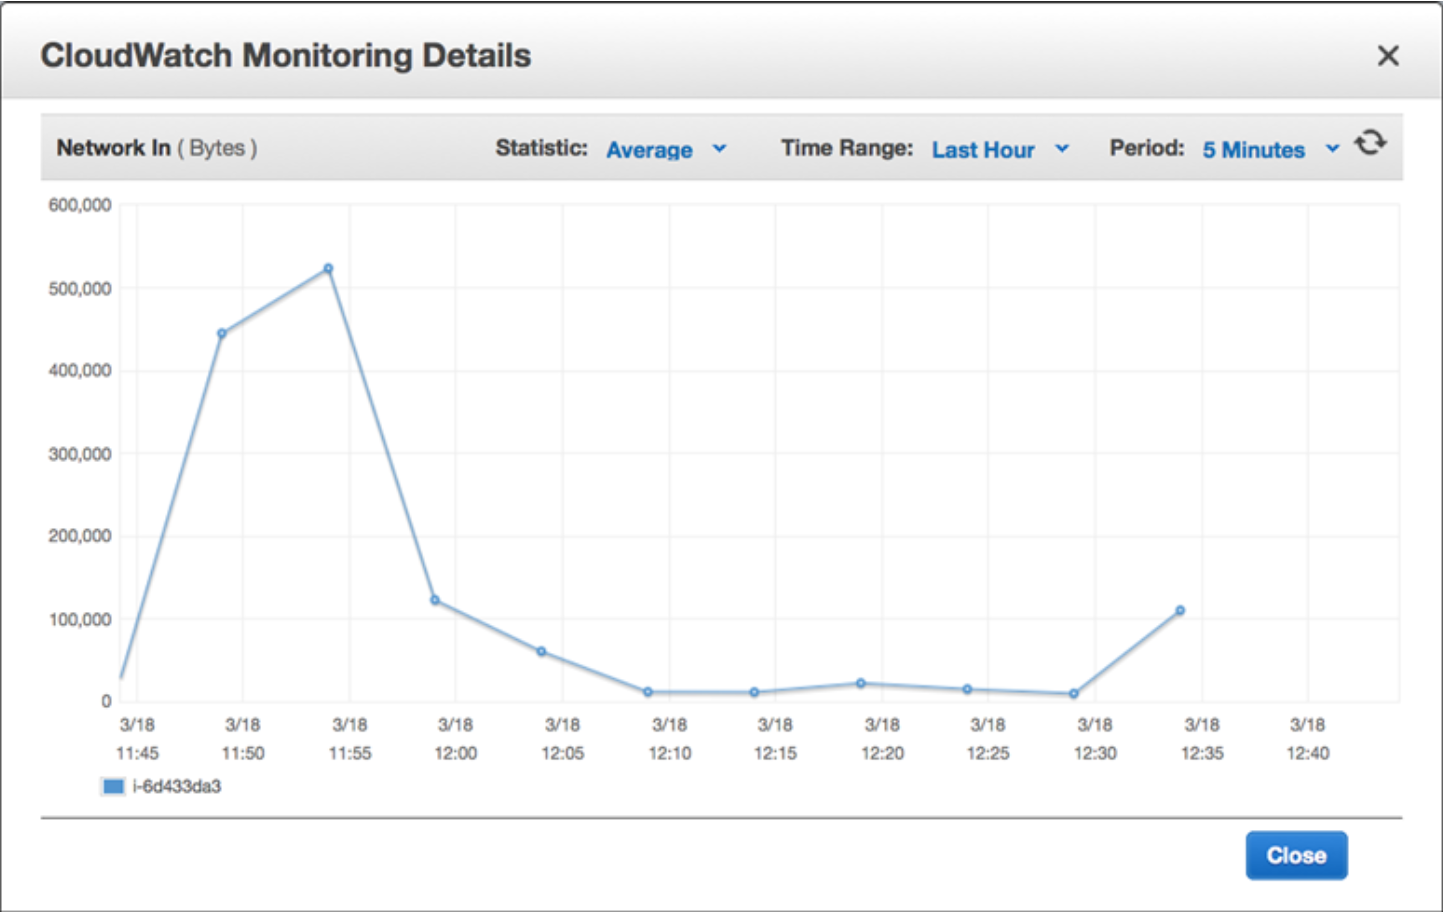 CloudWatch Monitoring Details
Network In ( Bytes ) Statistic: Average Time Range: Last Hour Period: 5 Minutes
600,000
500,000
400,000
300,000
200,000
100,000
0
3/18 3/18 3/18 3/18 3/18 3/18 3/18 3/18 3/18 3/18 3/18 3/18
11:45 11:50 11:55 12:00 12:05 12:10 12:15 12:20 12:25 12:30 12:35 12:40
i-6d433da3
Close